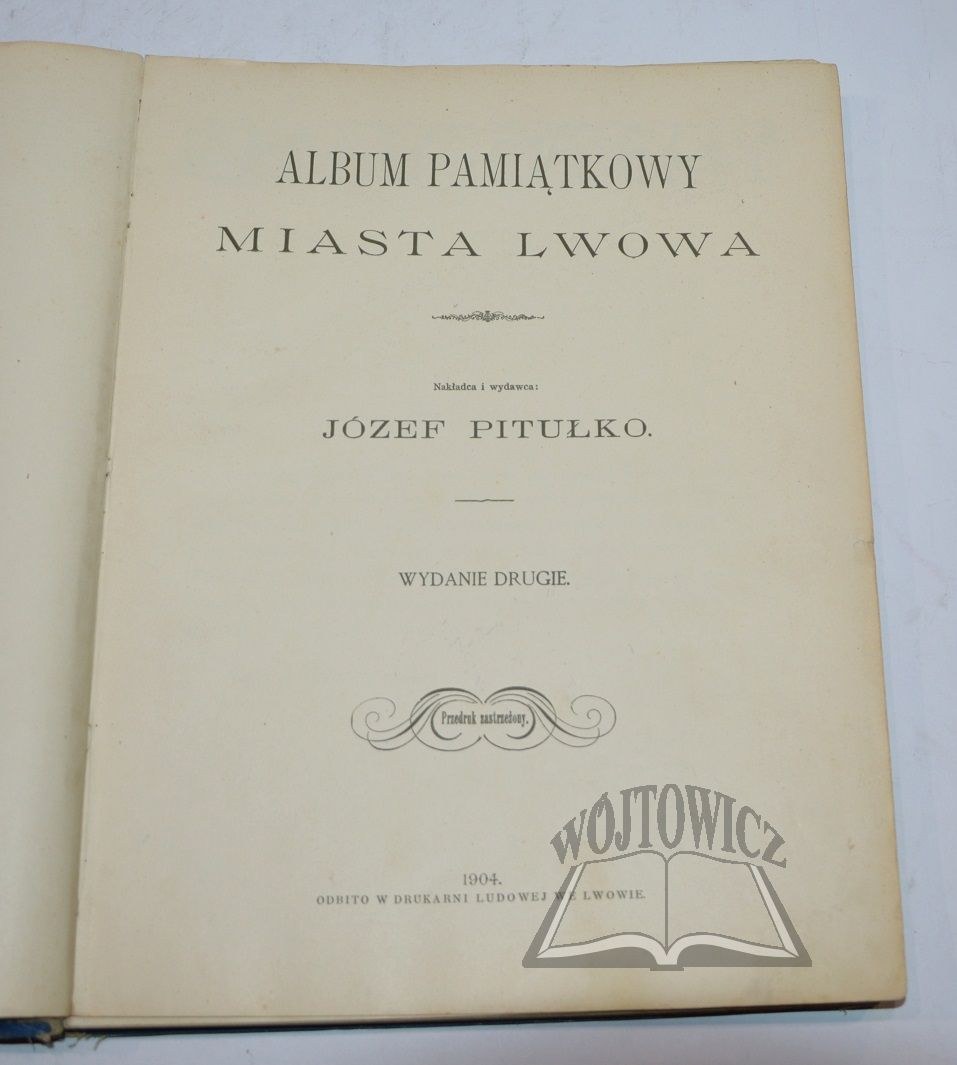 ALBUM PAMIĄTKOWY
MIASTA LWOWA
Nakładca i wydawca:
JÓZEF PITUŁKO.
WYDANIE DRUGIE.
Przedruk zastrzeżony.
1904.
ODBITO W DRUKARNI LUDOWEJ WE LWOWIE.
WÓJTOWICZ